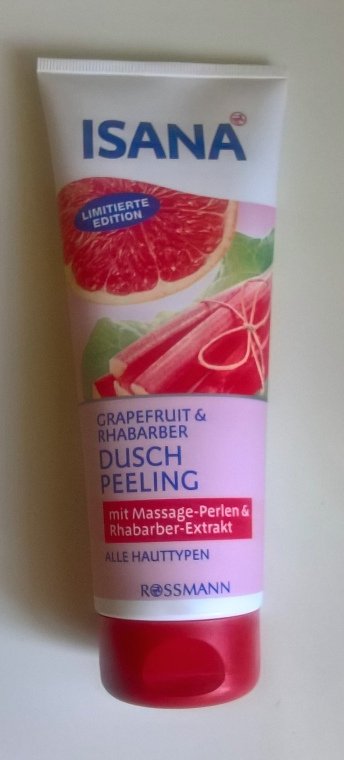 ISANA
LIMITIERTE
EDITION
GRAPEFRUIT &
RHABARBER
DUSCH
PEELING
mit Massage-Perlen &
Rhabarber-Extrakt
ALLE HAUTTYPEN
ROSSMANN